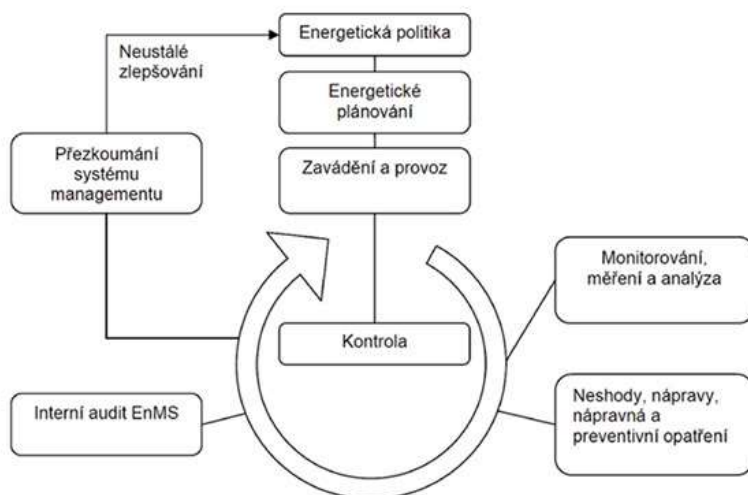 Energetická politika
Neustálé
zlepšování
Energetické
plánování
Přezkoumání
systému
managementu
Zavádění a provoz
Monitorování,
měření a analýza
Kontrola
Interní audit EnMS
Neshody, nápravy,
nápravná a
preventivní opatření